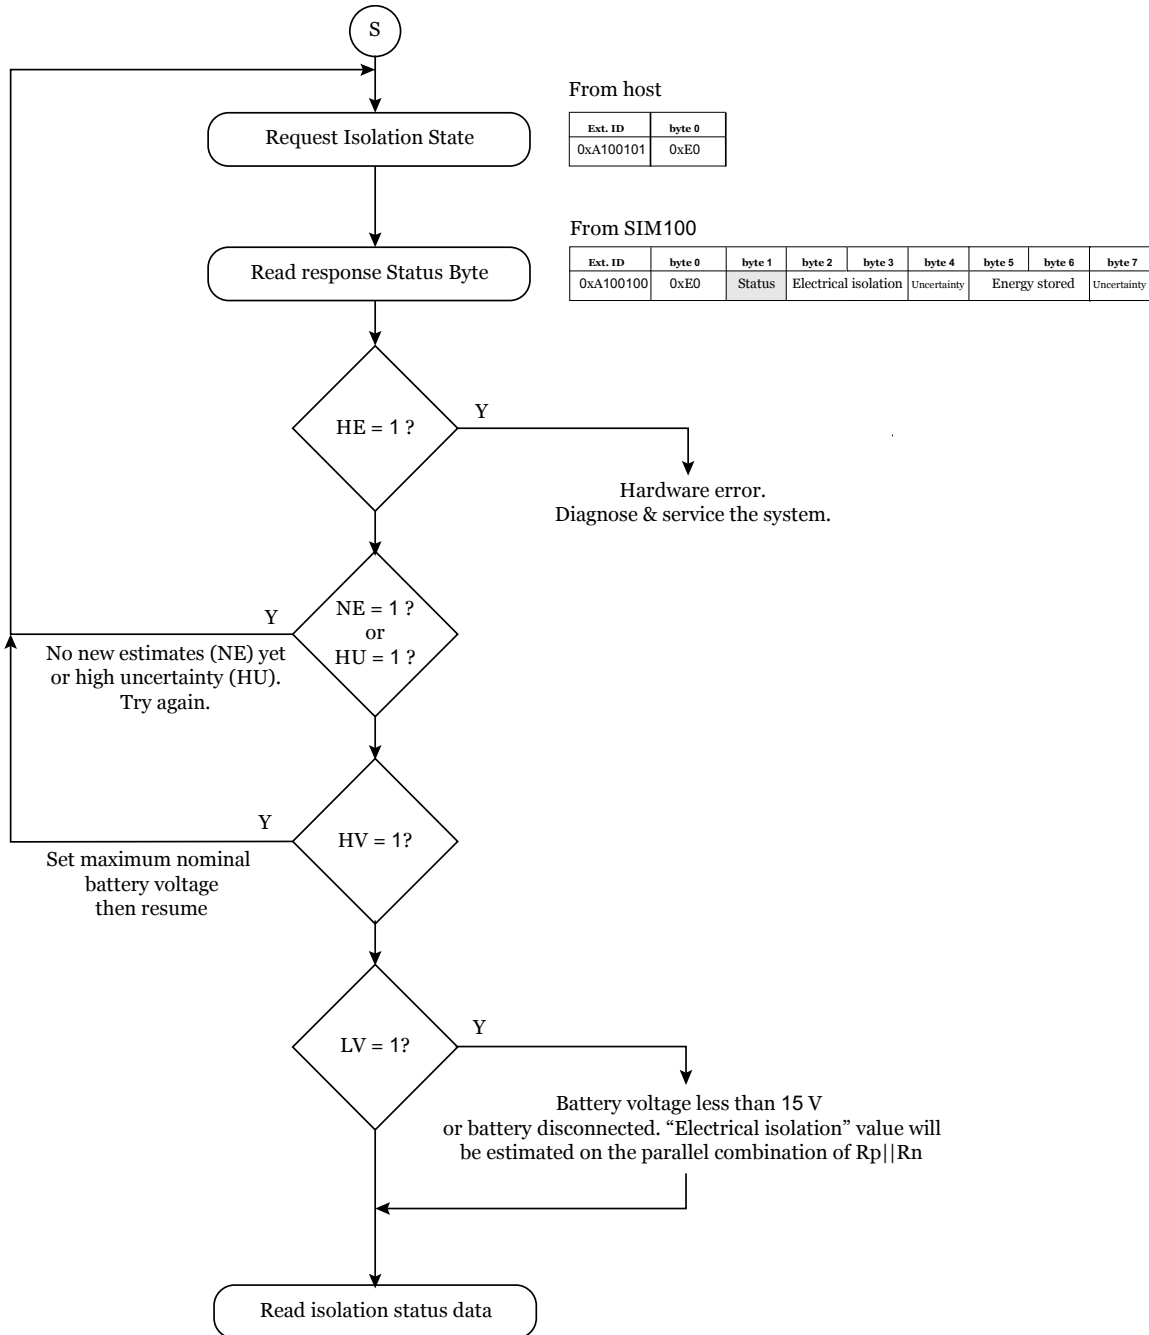 S
From host
Ext. ID byte 0
0xA100101 0xE0
Request Isolation State
From SIM100
Ext. ID byte 0 byte 1 byte 2 byte 3 byte 4 byte 5 byte 6 byte 7
0xA100100 0xE0 Status Electrical isolation Uncertainty Energy stored Uncertainty
Read response Status Byte
HE = 1 ?
Y
Hardware error.
Diagnose & service the system.
NE = 1 ?
or
HU = 1 ?
Y
No new estimates (NE) yet
or high uncertainty (HU).
Try again.
HV = 1?
Y
Set maximum nominal
battery voltage
then resume
LV = 1?
Y
Battery voltage less than 15 V
or battery disconnected. “Electrical isolation” value will
be estimated on the parallel combination of Rp||Rn
Read isolation status data